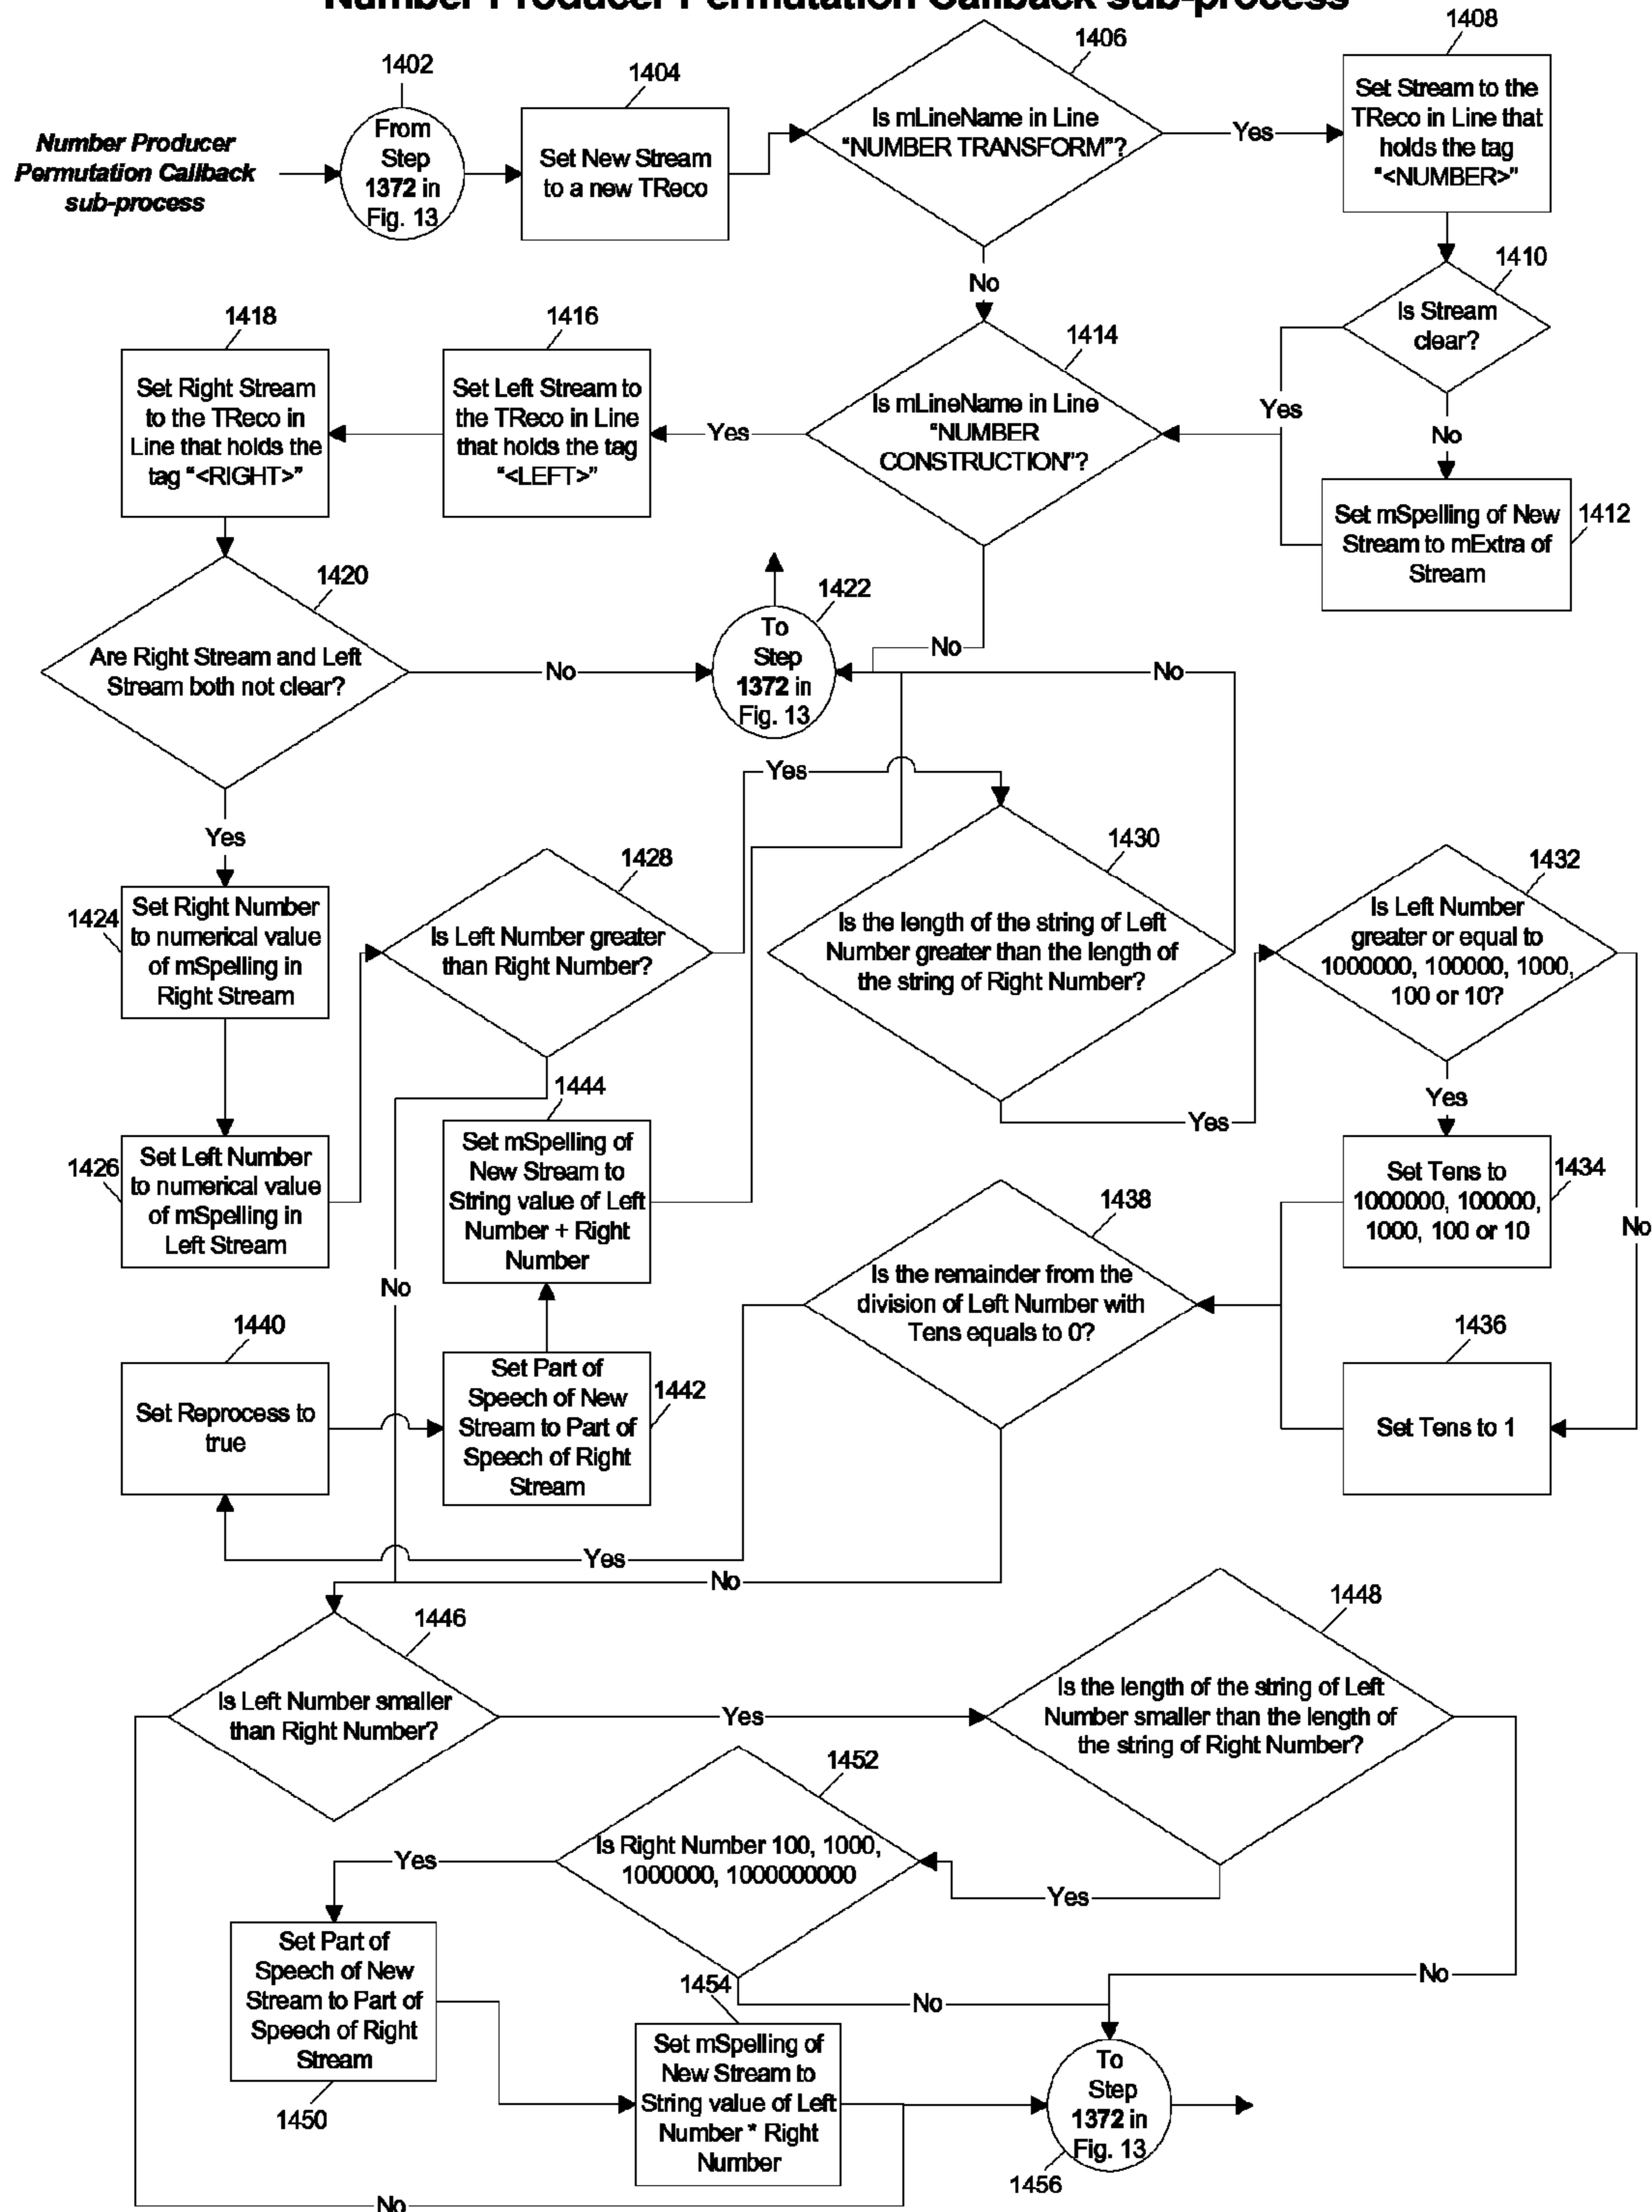 Number Producer Permutation Callback sub-process
1402
1404
1406
1408
Number Producer
Permutation Callback
sub-process
From
Step
1372 in
Fig. 13
Set New Stream
to a new TReco
Is mLineName in Line
"NUMBER TRANSFORM"?
Yes
Set Stream to the
TReco in Line that
holds the tag
"<NUMBER>"
No
1410
Is Stream
clear?
Yes
No
1412
Set mSpelling of New
Stream to mExtra of
Stream
1414
Is mLineName in Line
"NUMBER
CONSTRUCTION"?
Yes
No
1416
Set Left Stream to
the TReco in Line
that holds the tag
"<LEFT>"
1418
Set Right Stream
to the TReco in
Line that holds the
tag "<RIGHT>"
1420
Are Right Stream and Left
Stream both not clear?
No
Yes
1422
To
Step
1372 in
Fig. 13
No
1424
Set Right Number
to numerical value
of mSpelling in
Right Stream
1426
Set Left Number
to numerical value
of mSpelling in
Left Stream
1428
Is Left Number greater
than Right Number?
Yes
No
1430
Is the length of the string of Left
Number greater than the length of
the string of Right Number?
Yes
1432
Is Left Number
greater or equal to
1000000, 100000, 1000,
100 or 10?
Yes
No
1434
Set Tens to
1000000, 100000,
1000, 100 or 10
1436
Set Tens to 1
1438
Is the remainder from the
division of Left Number with
Tens equals to 0?
Yes
No
1440
Set Reprocess to
true
1442
Set Part of
Speech of New
Stream to Part of
Speech of Right
Stream
1444
Set mSpelling of
New Stream to
String value of Left
Number + Right
Number
1446
Is Left Number smaller
than Right Number?
Yes
No
1448
Is the length of the string of Left
Number smaller than the length of
the string of Right Number?
Yes
No
1452
Is Right Number 100, 1000,
1000000, 1000000000
Yes
No
1450
Set Part of
Speech of New
Stream to Part of
Speech of Right
Stream
1454
Set mSpelling of
New Stream to
String value of Left
Number * Right
Number
1456
To
Step
1372 in
Fig. 13